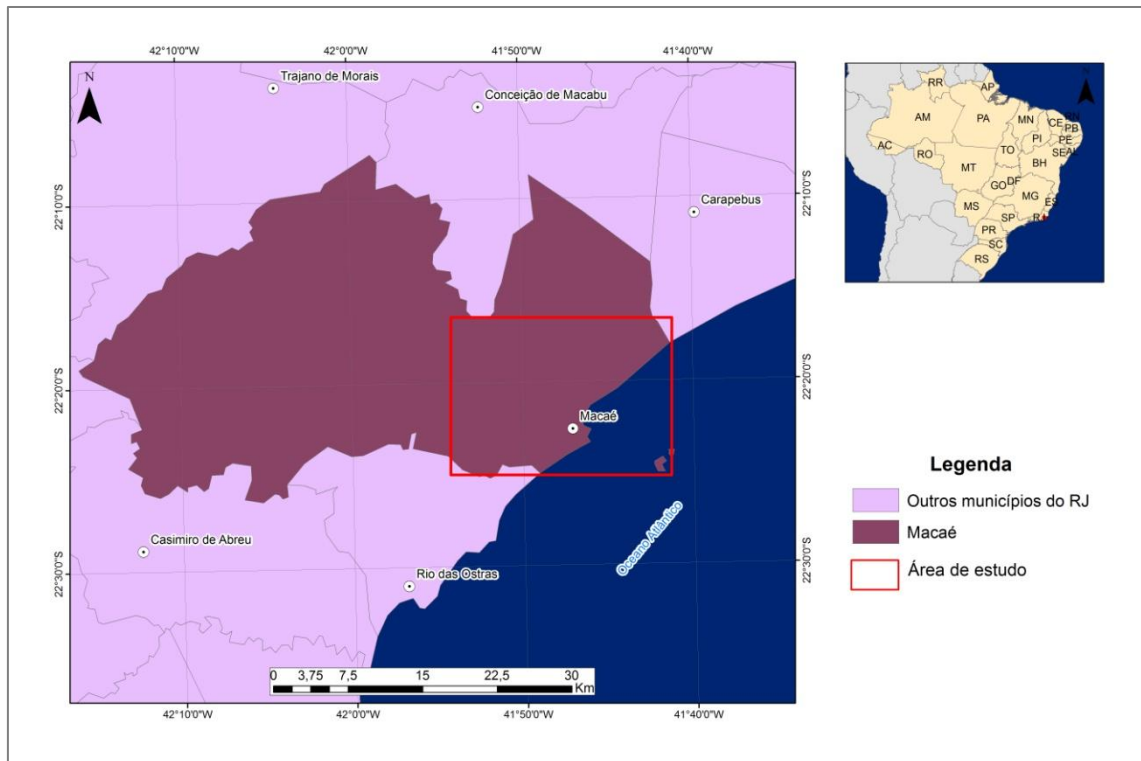 42°10'0"W 42°0'0"W 41°50'0"W 41°40'0"W
N
Trajano de Morais
Conceição de Macabu
Carapebus
Macaé
Casimiro de Abreu
Rio das Ostras
Oceano Atlântico
22°10'0"S
22°20'0"S
22°30'0"S
22°10'0"S
22°20'0"S
22°30'0"S
0 3,75 7,5 15 22,5 30
Km
42°10'0"W 42°0'0"W 41°50'0"W 41°40'0"W
RR AP
AM PA MN CE RN
PB
PI PE
AC RO TO SE AL
MT BH
GO DF
MG ES
MS SP RJ
PR
SC
RS
Legenda
Outros municípios do RJ
Macaé
Área de estudo